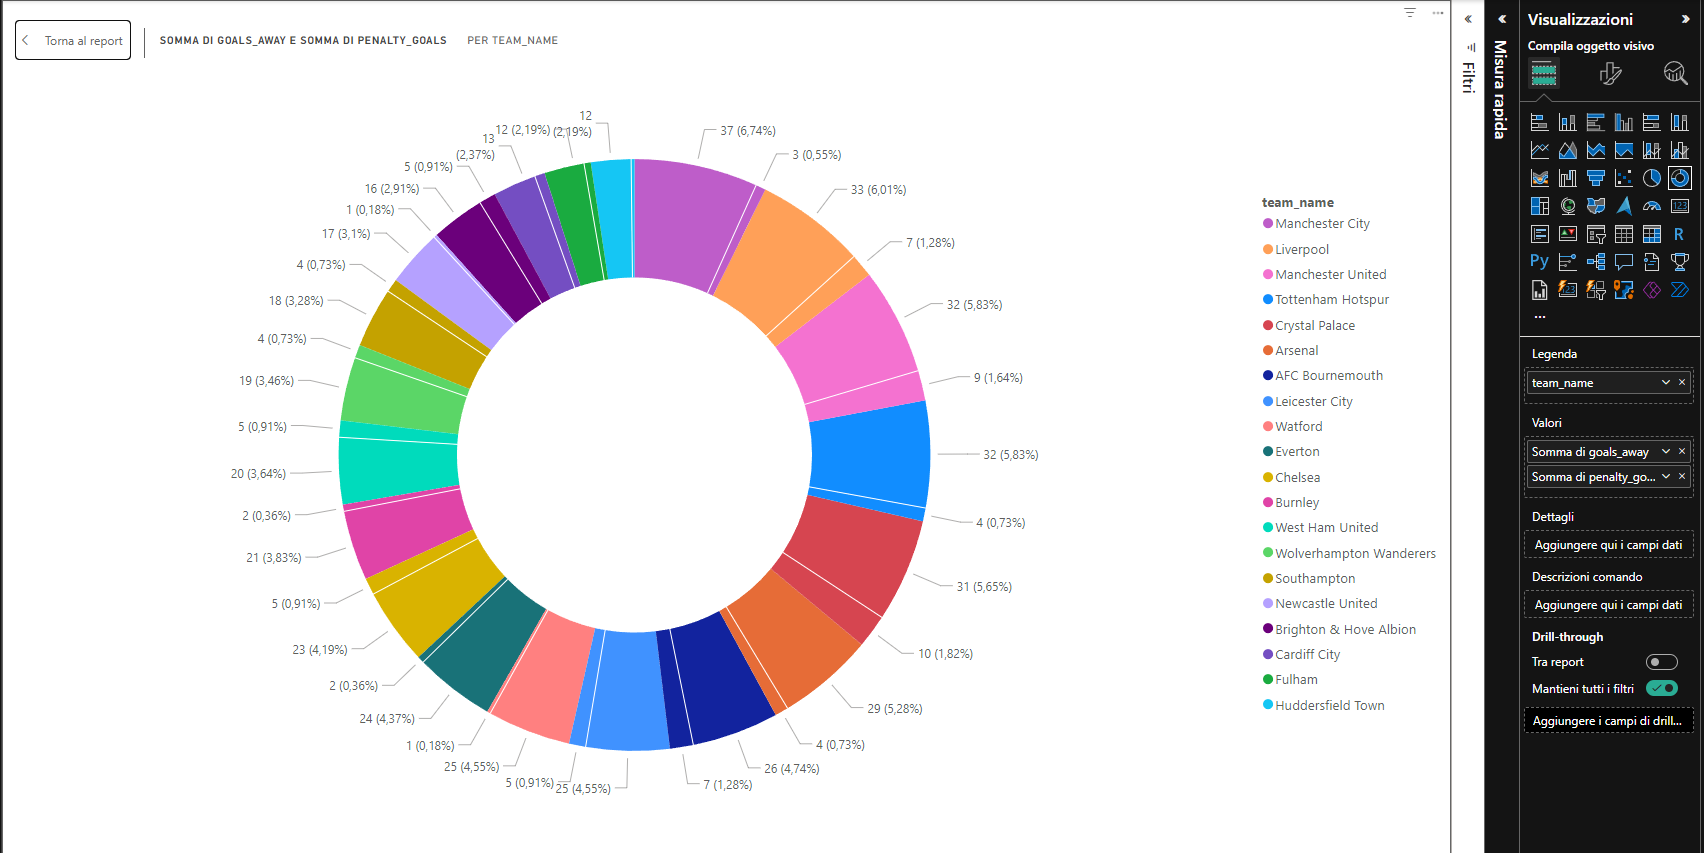 Torna al report
SOMMA DI GOALS_AWAY E SOMMA DI PENALTY_GOALS PER TEAM_NAME
37 (6,74%)
3 (0,55%)
33 (6,01%)
7 (1,28%)
32 (5,83%)
9 (1,64%)
32 (5,83%)
4 (0,73%)
31 (5,65%)
10 (1,82%)
29 (5,28%)
4 (0,73%)
26 (4,74%)
7 (1,28%)
25 (4,55%)
5 (0,91%)
25 (4,55%)
1 (0,18%)
24 (4,37%)
2 (0,36%)
23 (4,19%)
5 (0,91%)
21 (3,83%)
2 (0,36%)
20 (3,64%)
5 (0,91%)
19 (3,46%)
4 (0,73%)
18 (3,28%)
4 (0,73%)
17 (3,1%)
1 (0,18%)
16 (2,91%)
5 (0,91%)
13
(2,37%)
12 (2,19%)
12
(2,19%)
team_name
Manchester City
Liverpool
Manchester United
Tottenham Hotspur
Crystal Palace
Arsenal
AFC Bournemouth
Leicester City
Watford
Everton
Chelsea
Burnley
West Ham United
Wolverhampton Wanderers
Southampton
Newcastle United
Brighton & Hove Albion
Cardiff City
Fulham
Huddersfield Town
Filtri
Misura rapida
Visualizzazioni
Compila oggetto visivo
123
R
Py
123
Legenda
team_name
Valori
Somma di goals_away
Somma di penalty_go...
Dettagli
Aggiungere qui i campi dati
Descrizioni comando
Aggiungere qui i campi dati
Drill-through
Tra report
Mantieni tutti i filtri
Aggiungere i campi di drill...